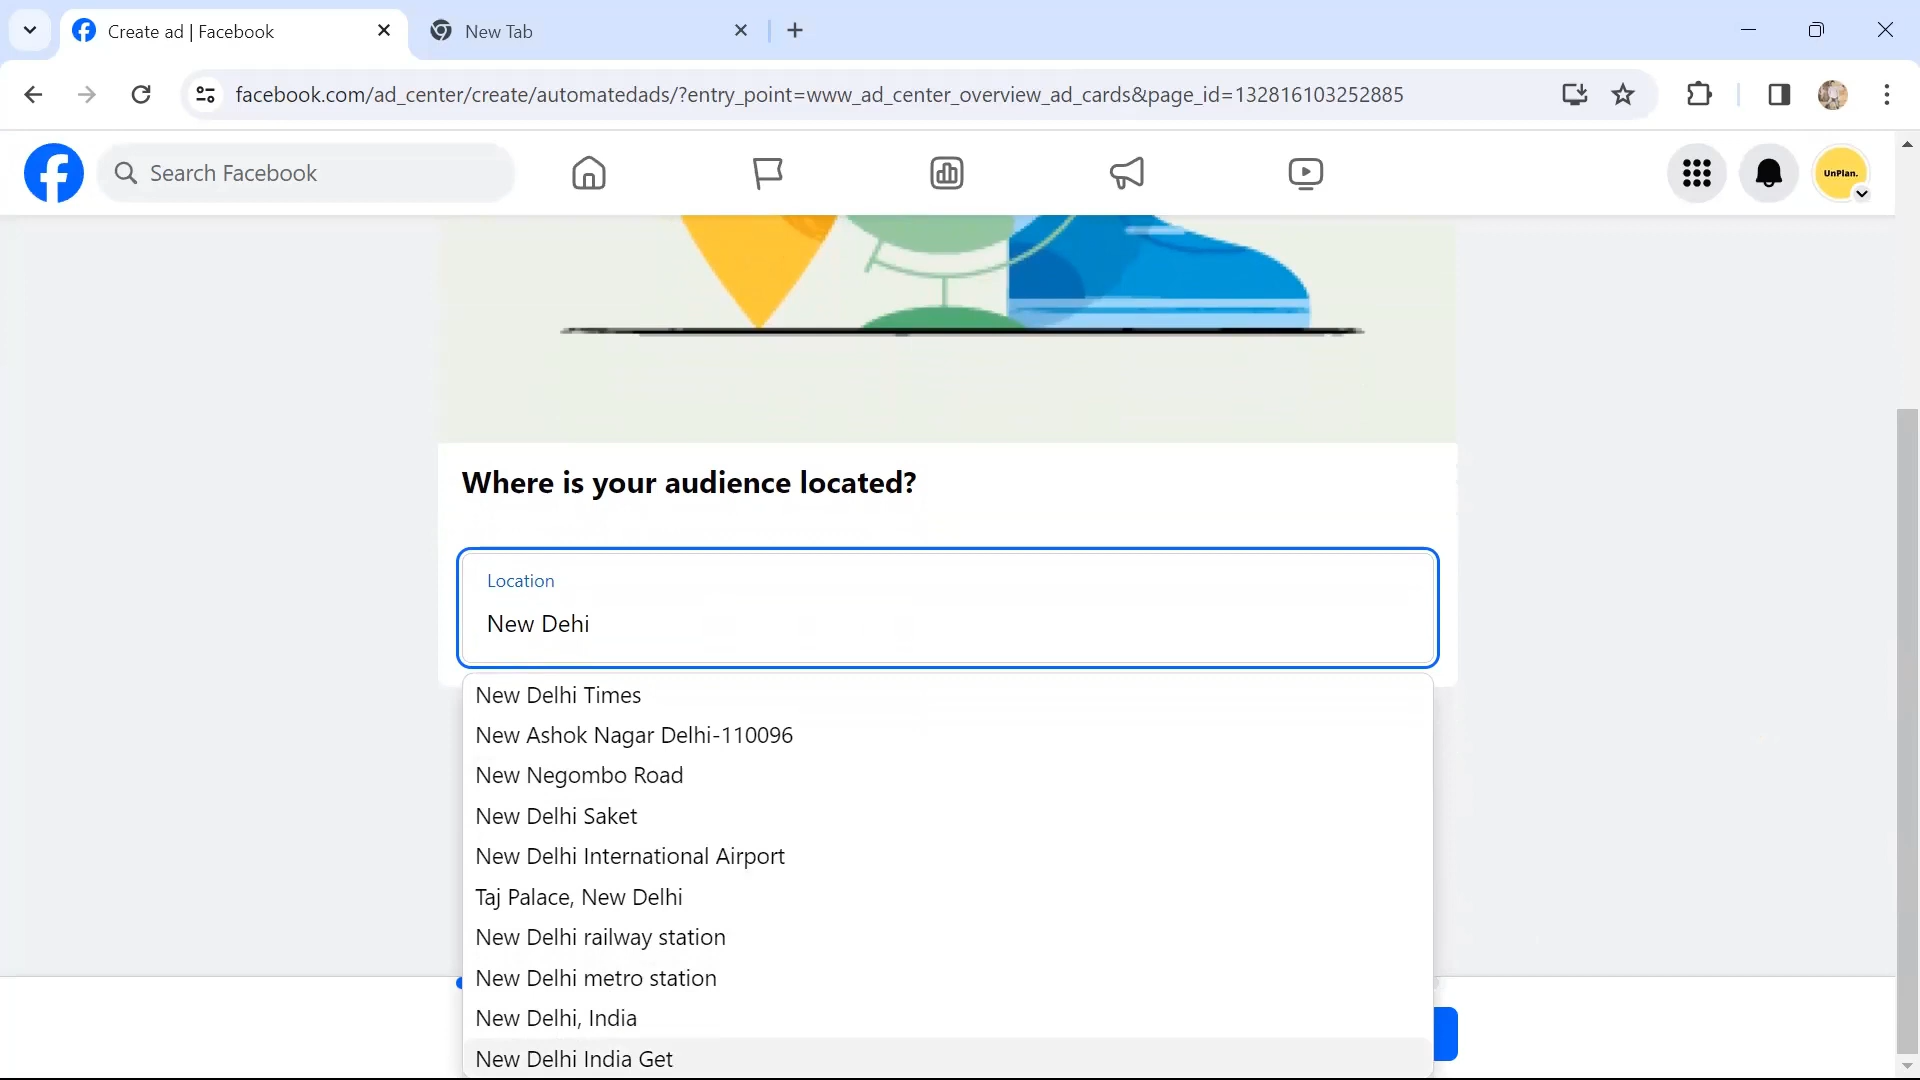 Create ad | Facebook
New Tab
facebook.com/ad_center/create/automatedads/?entry_point=www_ad_center_overview_ad_cards&page_id=132816103252885
Search Facebook
UnPlan.
Where is your audience located?
Location
New Dehi
New Delhi Times
New Ashok Nagar Delhi-110096
New Negombo Road
New Delhi Saket
New Delhi International Airport
Taj Palace, New Delhi
New Delhi railway station
New Delhi metro station
New Delhi, India
New Delhi India Get